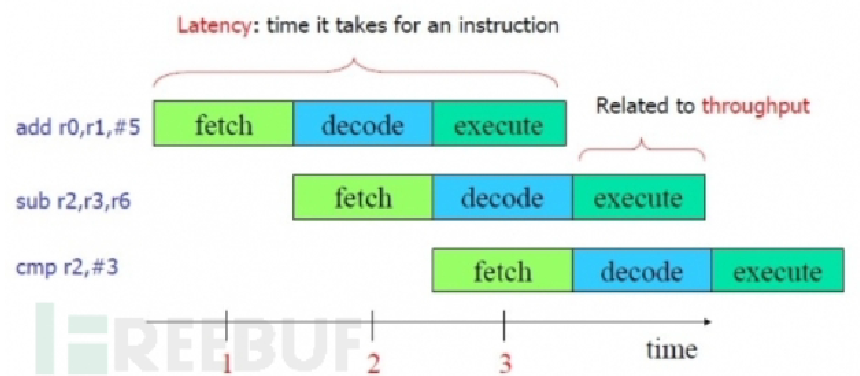 Latency: time it takes for an instruction
Related to throughput
add r0,r1,#5
fetch
decode
execute
sub r2,r3,r6
fetch
decode
execute
cmp r2,#3
fetch
decode
execute
REEBUF
1
2
3
time